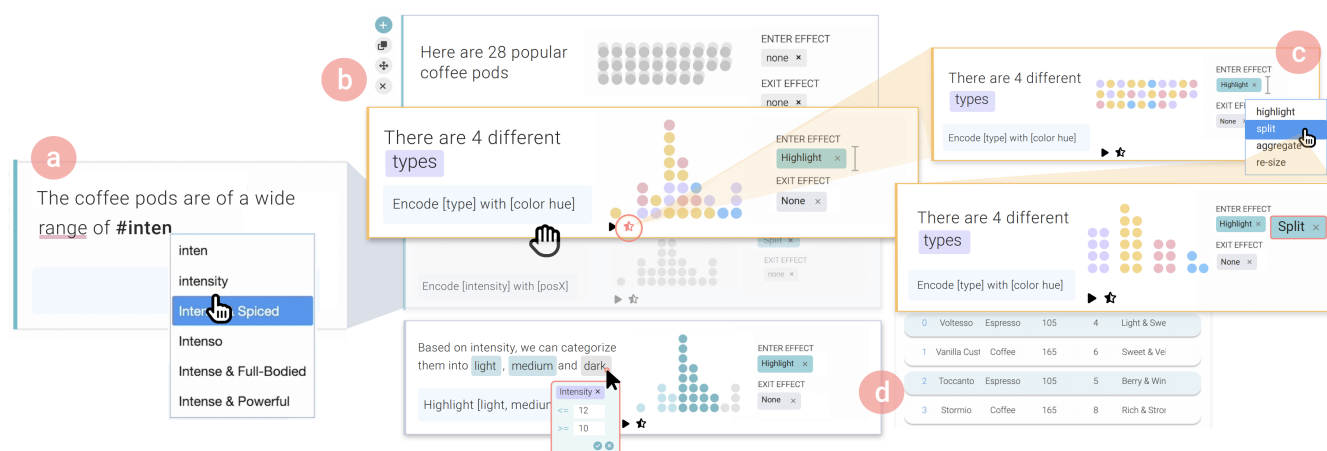 a
The coffee pods are of a wide
range of #inten
inten
intensity
Spiced
Intenso
Intense & Full-Bodied
Intense & Powerful
b
Here are 28 popular
coffee pods
ENTER EFFECT
none ×
EXIT EFFECT
none ×
There are 4 different
types
Encode [type] with [color hue]
ENTER EFFECT
Highlight ×
EXIT EFFECT
None ×
Encode [intensity] with [posX]
Split ×
EXIT EFFECT
none ×
Based on intensity, we can categorize
them into light , medium and dark
Highlight [light, medium
Intensity ×
<= 12
>= 10
ENTER EFFECT
Highlight ×
EXIT EFFECT
None ×
c
There are 4 different
types
Encode [type] with [color hue]
ENTER EFFECT
Highlight ×
None
highlight
split
aggregate
re-size
There are 4 different
types
Encode [type] with [color hue]
ENTER EFFECT
Highlight × Split ×
EXIT EFFECT
None ×
d
0 Voltesso Espresso 105 4 Light & Swe
1 Vanilla Cust Coffee 165 6 Sweet & Vel
2 Toccanto Espresso 105 5 Berry & Win
3 Stormio Coffee 165 8 Rich & Stror